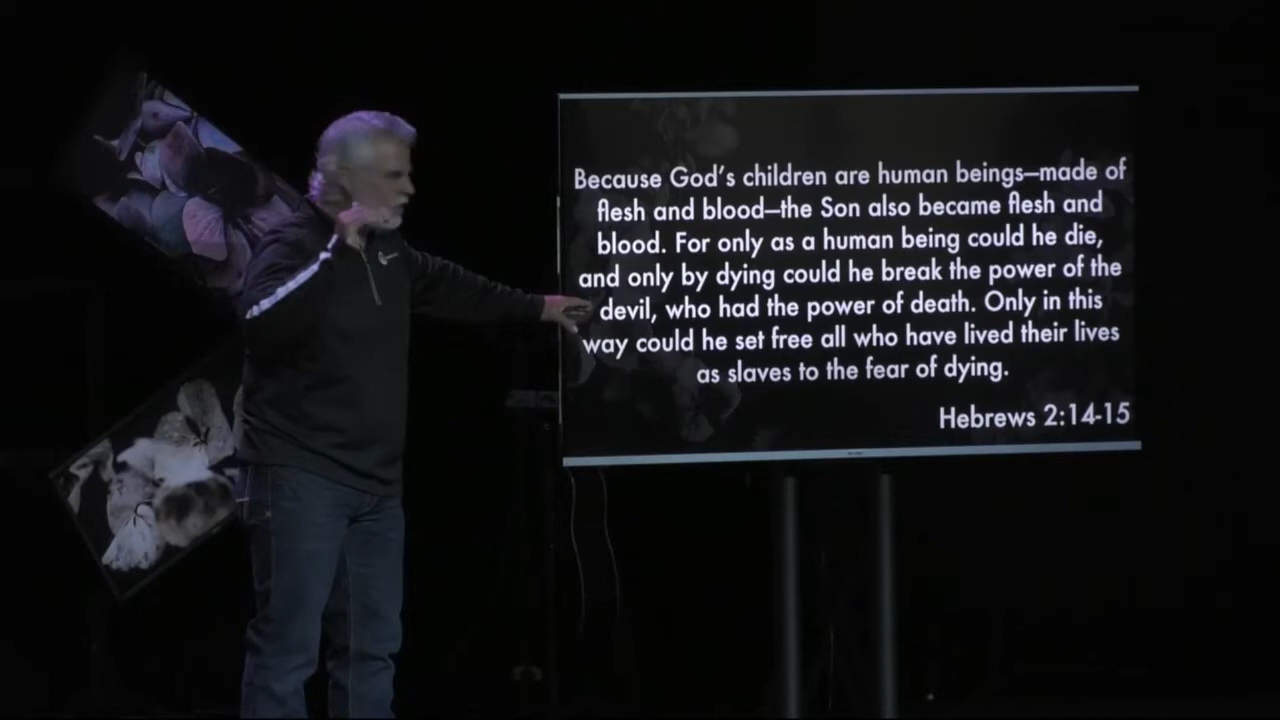 Because God's children are human beings—made of
flesh and blood—the Son also became flesh and
blood. For only as a human being could he die,
and only by dying could he break the power of the
devil, who had the power of death. Only in this
way could he set free all who have lived their lives
as slaves to the fear of dying.
Hebrews 2:14-15